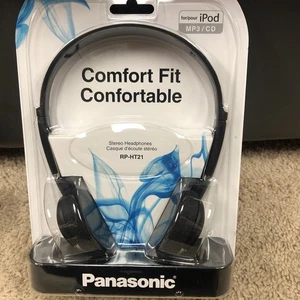 for/pour iPod
MP3 / CD
Comfort Fit
Confortable
Stereo Headphones
Casque d'écoute stéréo
RP-HT21
Panasonic